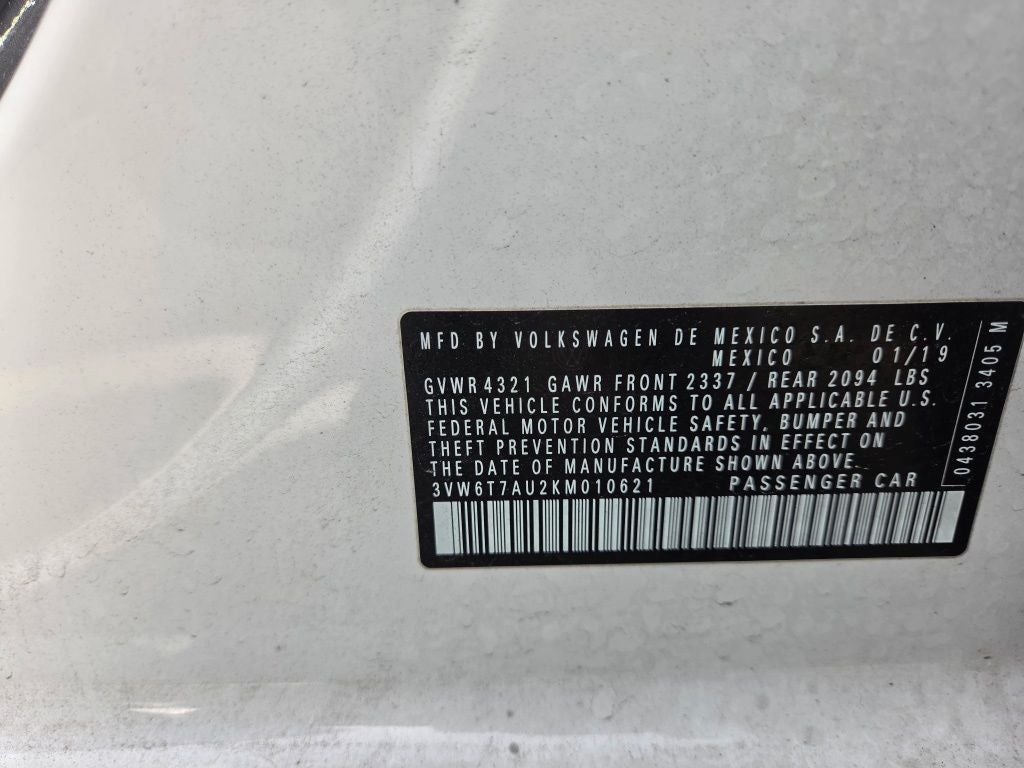 MFD BY VOLKSWAGEN DE MEXICO S.A. DE C.V.
MEXICO 01/19
GVWR 4321 GAWR FRONT 2337 / REAR 2094 LBS
THIS VEHICLE CONFORMS TO ALL APPLICABLE U.S.
FEDERAL MOTOR VEHICLE SAFETY, BUMPER AND
THEFT PREVENTION STANDARDS IN EFFECT ON
THE DATE OF MANUFACTURE SHOWN ABOVE.
3VW6T7AU2KM010621 PASSENGER CAR
0438031 3405 M